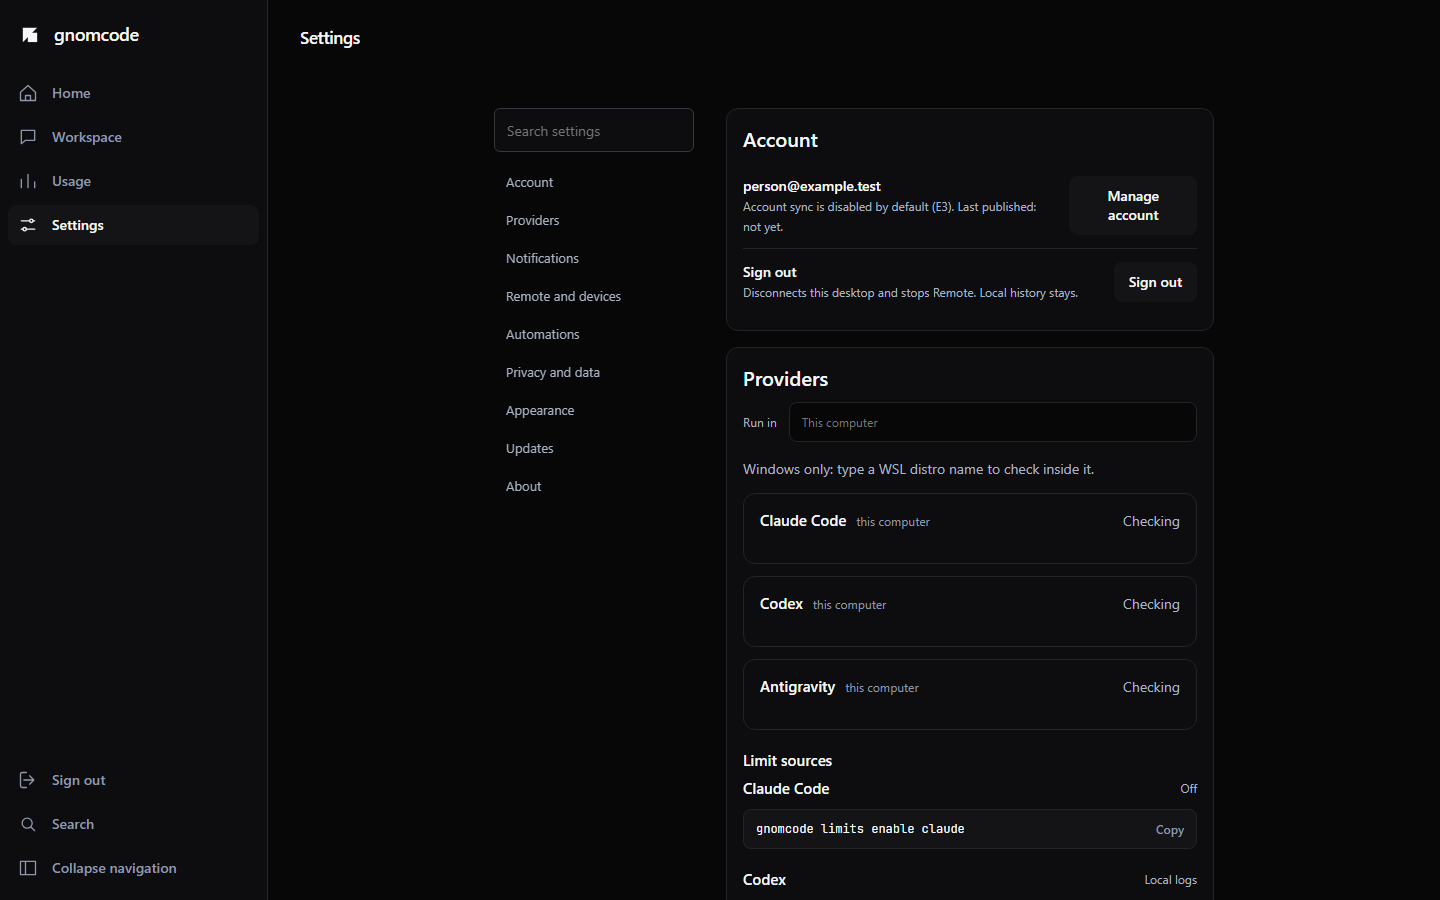 gnomcode
Home
Workspace
Usage
Settings
Sign out
Search
Collapse navigation
Settings
Search settings
Account
Providers
Notifications
Remote and devices
Automations
Privacy and data
Appearance
Updates
About
Account
person@example.test
Account sync is disabled by default (E3). Last published:
not yet.
Manage
account
Sign out
Disconnects this desktop and stops Remote. Local history stays.
Sign out
Providers
Run in This computer
Windows only: type a WSL distro name to check inside it.
Claude Code this computer Checking
Codex this computer Checking
Antigravity this computer Checking
Limit sources
Claude Code Off
gnomcode limits enable claude Copy
Codex Local logs